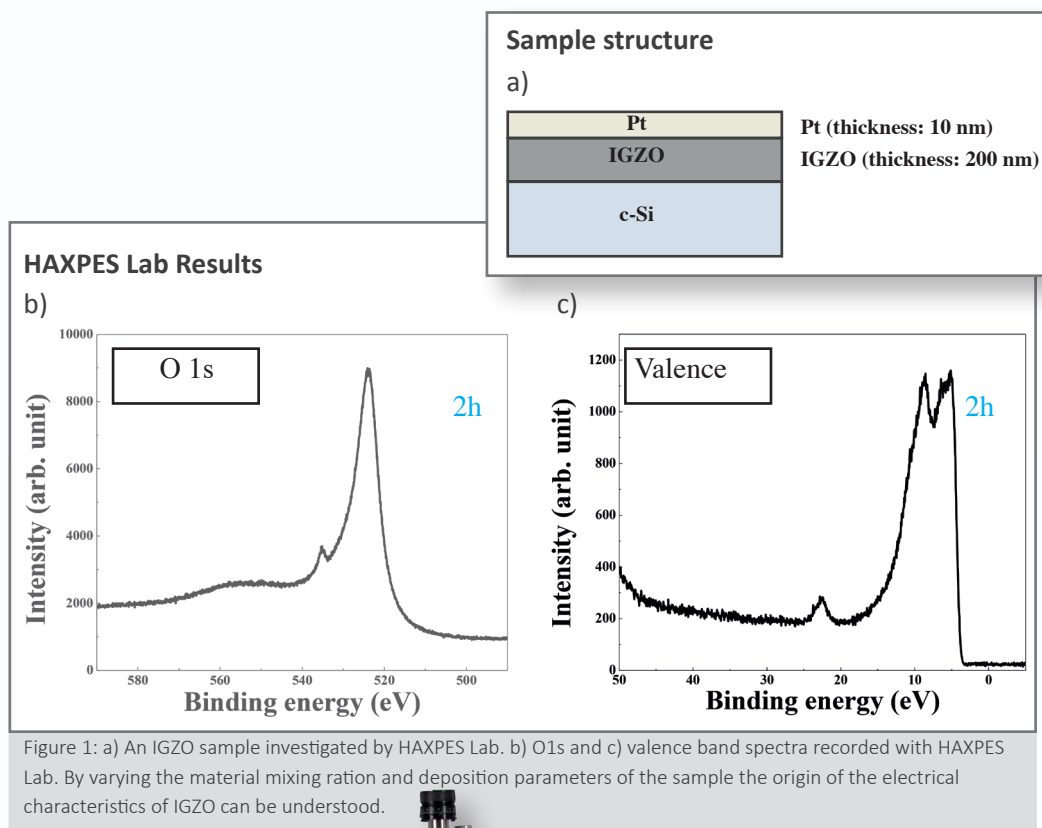 Sample structure
a)
Pt
IGZO
c-Si
Pt (thickness: 10 nm)
IGZO (thickness: 200 nm)
HAXPES Lab Results
b)
O 1s
2h
10000
8000
6000
4000
2000
0
580
560
540
520
500
Intensity (arb. unit)
Binding energy (eV)
c)
Valence
2h
1200
1000
800
600
400
200
0
50
40
30
20
10
0
Intensity (arb. unit)
Binding energy (eV)
Figure 1: a) An IGZO sample investigated by HAXPES Lab. b) O1s and c) valence band spectra recorded with HAXPES
Lab. By varying the material mixing ration and deposition parameters of the sample the origin of the electrical
characteristics of IGZO can be understood.